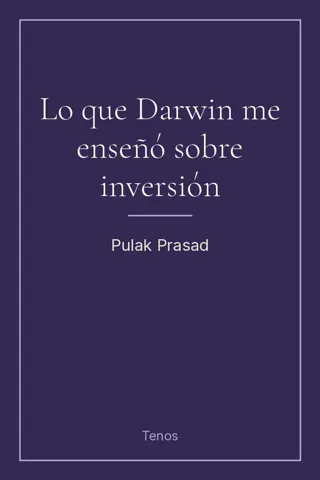 Lo que Darwin me
enseñó sobre
inversión
Pulak Prasad
Tenos